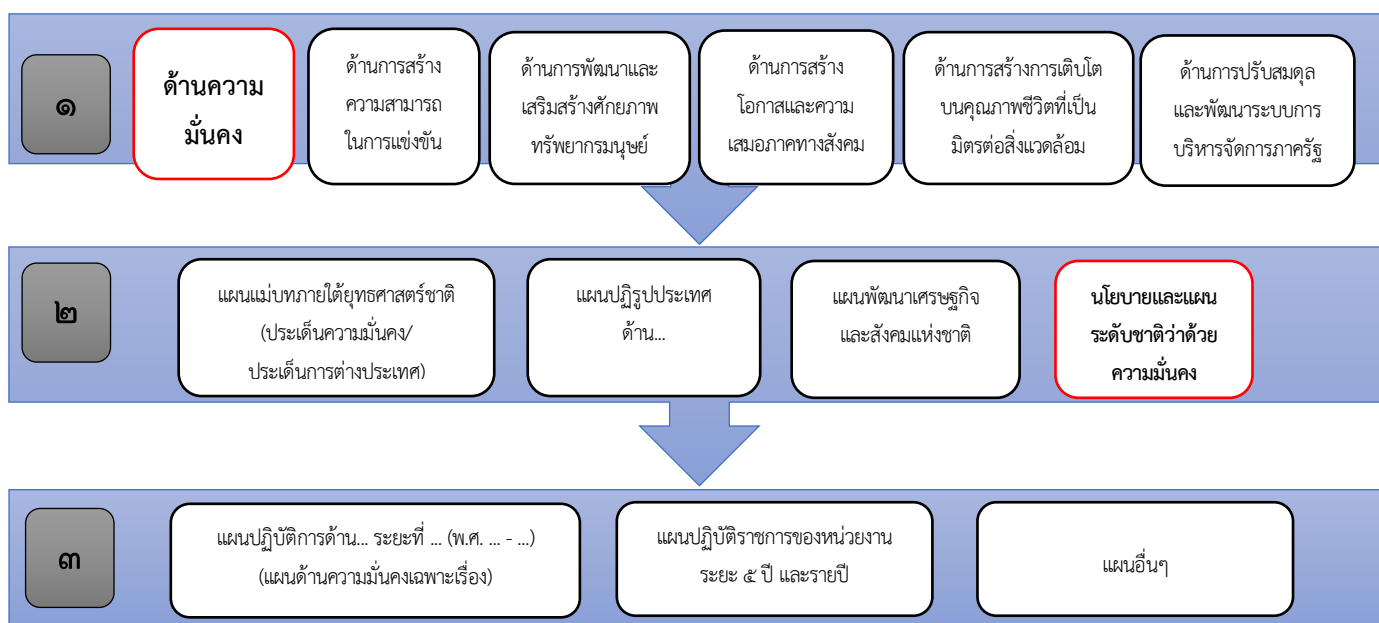 ๑
ด้านความ
มั่นคง
ด้านการสร้าง
ความสามารถ
ในการแข่งขัน
ด้านการพัฒนาและ
เสริมสร้างศักยภาพ
ทรัพยากรมนุษย์
ด้านการสร้าง
โอกาสและความ
เสมอภาคทางสังคม
ด้านการสร้างการเติบโต
บนคุณภาพชีวิตที่เป็น
มิตรต่อสิ่งแวดล้อม
ด้านการปรับสมดุล
และพัฒนาระบบการ
บริหารจัดการภาครัฐ
๒
แผนแม่บทภายใต้ยุทธศาสตร์ชาติ
(ประเด็นความมั่นคง/
ประเด็นการต่างประเทศ)
แผนปฏิรูปประเทศ
ด้าน...
แผนพัฒนาเศรษฐกิจ
และสังคมแห่งชาติ
นโยบายและแผน
ระดับชาติว่าด้วย
ความมั่นคง
๓
แผนปฏิบัติการด้าน... ระยะที่ ... (พ.ศ. ... - ...)
(แผนด้านความมั่นคงเฉพาะเรื่อง)
แผนปฏิบัติราชการของหน่วยงาน
ระยะ ๕ ปี และรายปี
แผนอื่นๆ